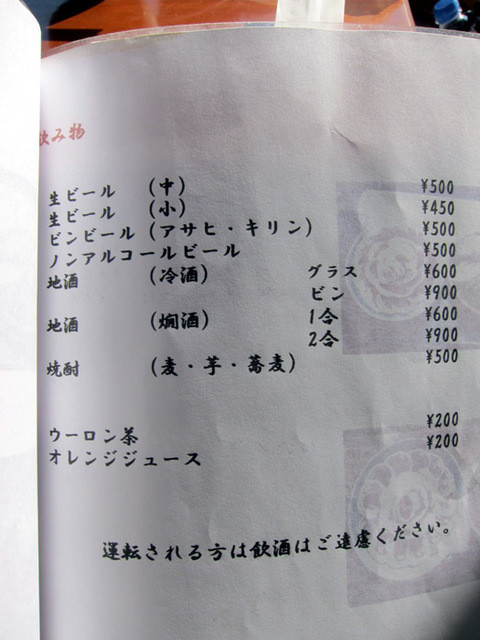 飲み物
生ビール (中) ¥500
生ビール (小) ¥450
ビンビール (アサヒ・キリン) ¥500
ノンアルコールビール ¥500
地酒 (冷酒) グラス ¥600
ビン ¥900
地酒 (燗酒) 1合 ¥600
2合 ¥900
焼酎 (麦・芋・蕎麦) ¥500
ウーロン茶 ¥200
オレンジジュース ¥200
運転される方は飲酒はご遠慮ください。